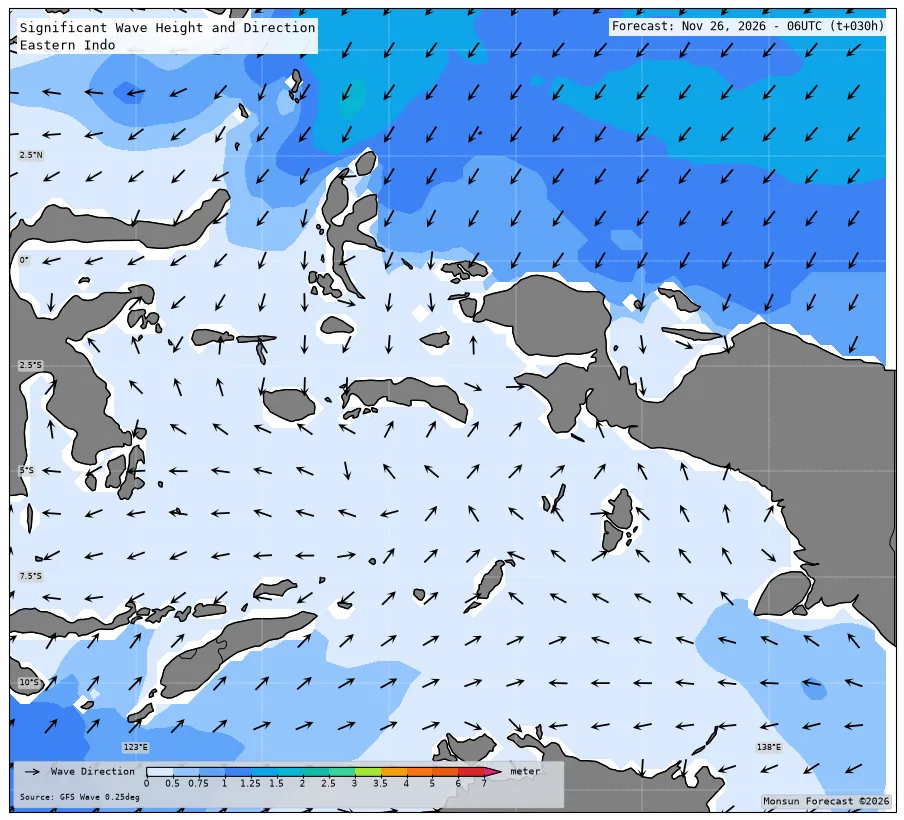 Significant Wave Height and Direction
Eastern Indo
Forecast: Nov 26, 2026 - 06UTC (t+030h)
2.5°N
0°
2.5°S
5°S
7.5°S
10°S
123°E
138°E
Wave Direction
meter
0 0.5 0.75 1 1.25 1.5 2 2.5 3 3.5 4 5 6 7
Source: GFS Wave 0.25deg
Monsun Forecast ©2026